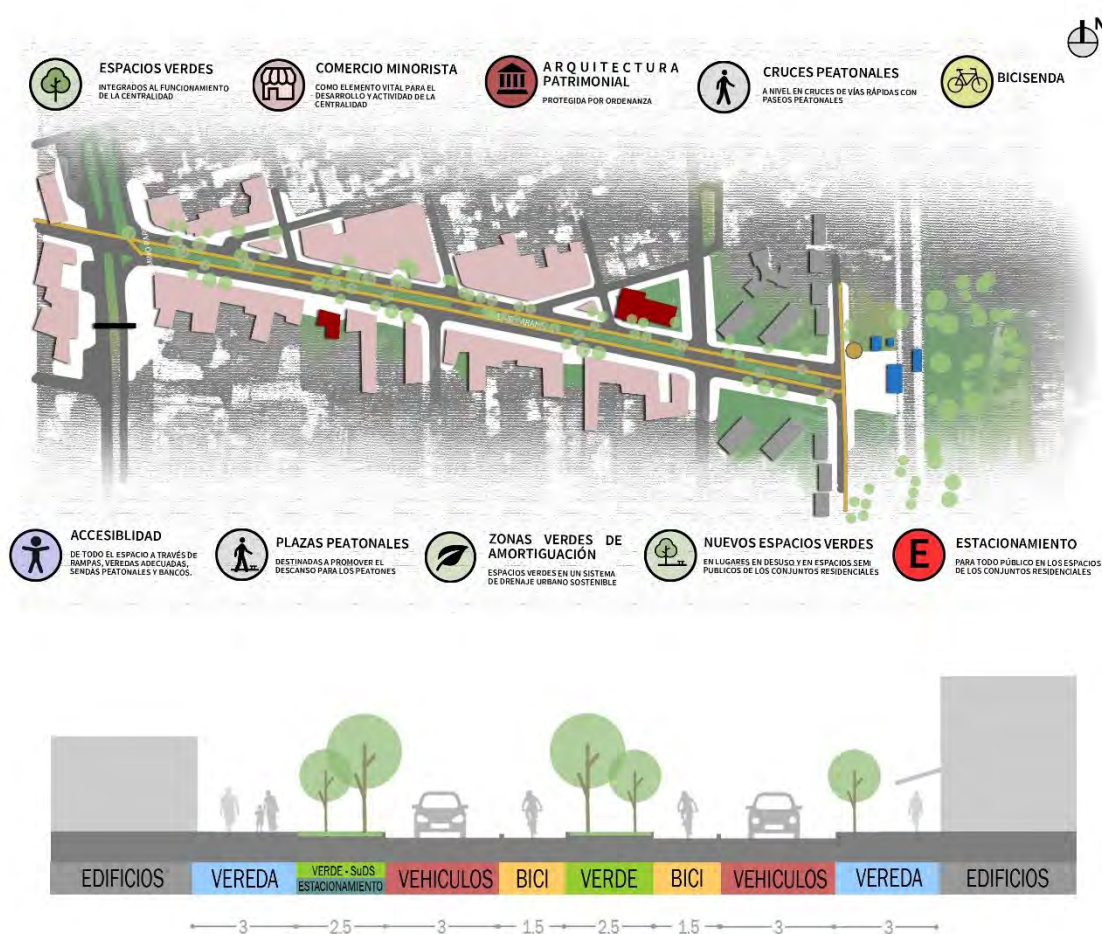 N
ESPACIOS VERDES
INTEGRADOS AL FUNCIONAMIENTO
DE LA CENTRALIDAD
COMERCIO MINORISTA
COMO ELEMENTO VITAL PARA EL
DESARROLLO Y ACTIVIDAD DE LA
CENTRALIDAD
ARQUITECTURA
PATRIMONIAL
PROTEGIDA POR ORDENANZA
CRUCES PEATONALES
A NIVEL EN CRUCES DE VÍAS RÁPIDAS CON
PASEOS PEATONALES
BICISENDA
ACCESIBLIDAD
DE TODO EL ESPACIO A TRAVÉS DE
RAMPAS, VEREDAS ADECUADAS,
SENDAS PEATONALES Y BANCOS.
PLAZAS PEATONALES
DESTINADAS A PROMOVER EL
DESCANSO PARA LOS PEATONES
ZONAS VERDES DE
AMORTIGUACIÓN
ESPACIOS VERDES EN UN SISTEMA
DE DRENAJE URBANO SOSTENIBLE
NUEVOS ESPACIOS VERDES
EN LUGARES EN DESUSO Y EN ESPACIOS SEMI
PUBLICOS DE LOS CONJUNTOS RESIDENCIALES
E
ESTACIONAMIENTO
PARA TODO PÚBLICO EN LOS ESPACIOS
DE LOS CONJUNTOS RESIDENCIALES
EDIFICIOS
VEREDA
VERDE - SuDS
ESTACIONAMIENTO
VEHICULOS
BICI
VERDE
BICI
VEHICULOS
VEREDA
EDIFICIOS
3
2.5
3
1.5
2.5
1.5
3
3